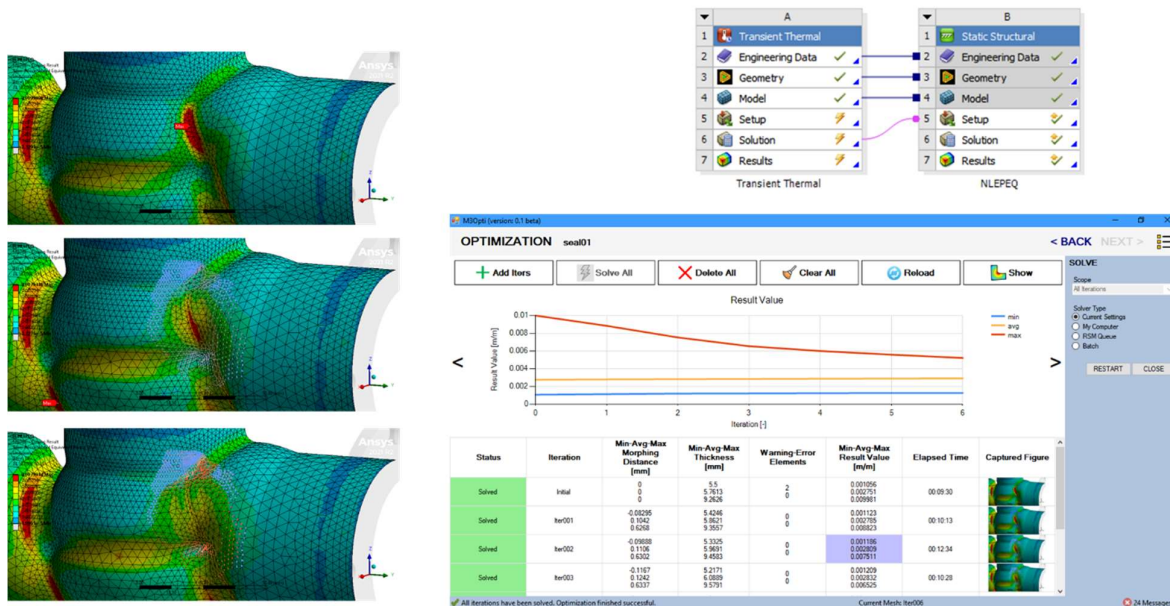 A
1 Transient Thermal
2 Engineering Data
3 Geometry
4 Model
5 Setup
6 Solution
7 Results
Transient Thermal
B
1 Static Structural
2 Engineering Data
3 Geometry
4 Model
5 Setup
6 Solution
7 Results
NLEPEQ
Ansys
Ansys
Ansys
M3Opti (version: 0.1 beta)
OPTIMIZATION seal01
< BACK NEXT >
Add Iters Solve All Delete All Clear All Reload Show
Result Value
Result Value [m/m]
0.01
0.008
0.006
0.004
0.002
0
0 1 2 3 4 5 6
Iteration [-]
min
avg
max
< >
SOLVE
Scope
All Iterations
Solver Type
Current Settings
My Computer
RSM Queue
Batch
RESTART CLOSE
Status Iteration Min-Avg-Max Morphing Distance [mm] Min-Avg-Max Thickness [mm] Warning-Error Elements Min-Avg-Max Result Value [m/m] Elapsed Time Captured Figure
Solved Initial 0 0 0 5.5 5.7613 9.2626 2 0 0.001056 0.002751 0.009981 00:09:30
Solved Iter001 -0.08295 0.1042 0.6268 5.4246 5.8621 9.3557 0 0 0.001123 0.002785 0.008823 00:10:13
Solved Iter002 -0.09888 0.1106 0.6302 5.3325 5.9691 9.4583 0 0 0.001186 0.002809 0.007511 00:12:34
Solved Iter003 -0.1167 0.1242 0.6337 5.2171 6.0889 9.5791 0 0 0.001209 0.002832 0.006525 00:10:28
All iterations have been solved. Optimization finished successful.
Current Mesh: Iter006
24 Messages